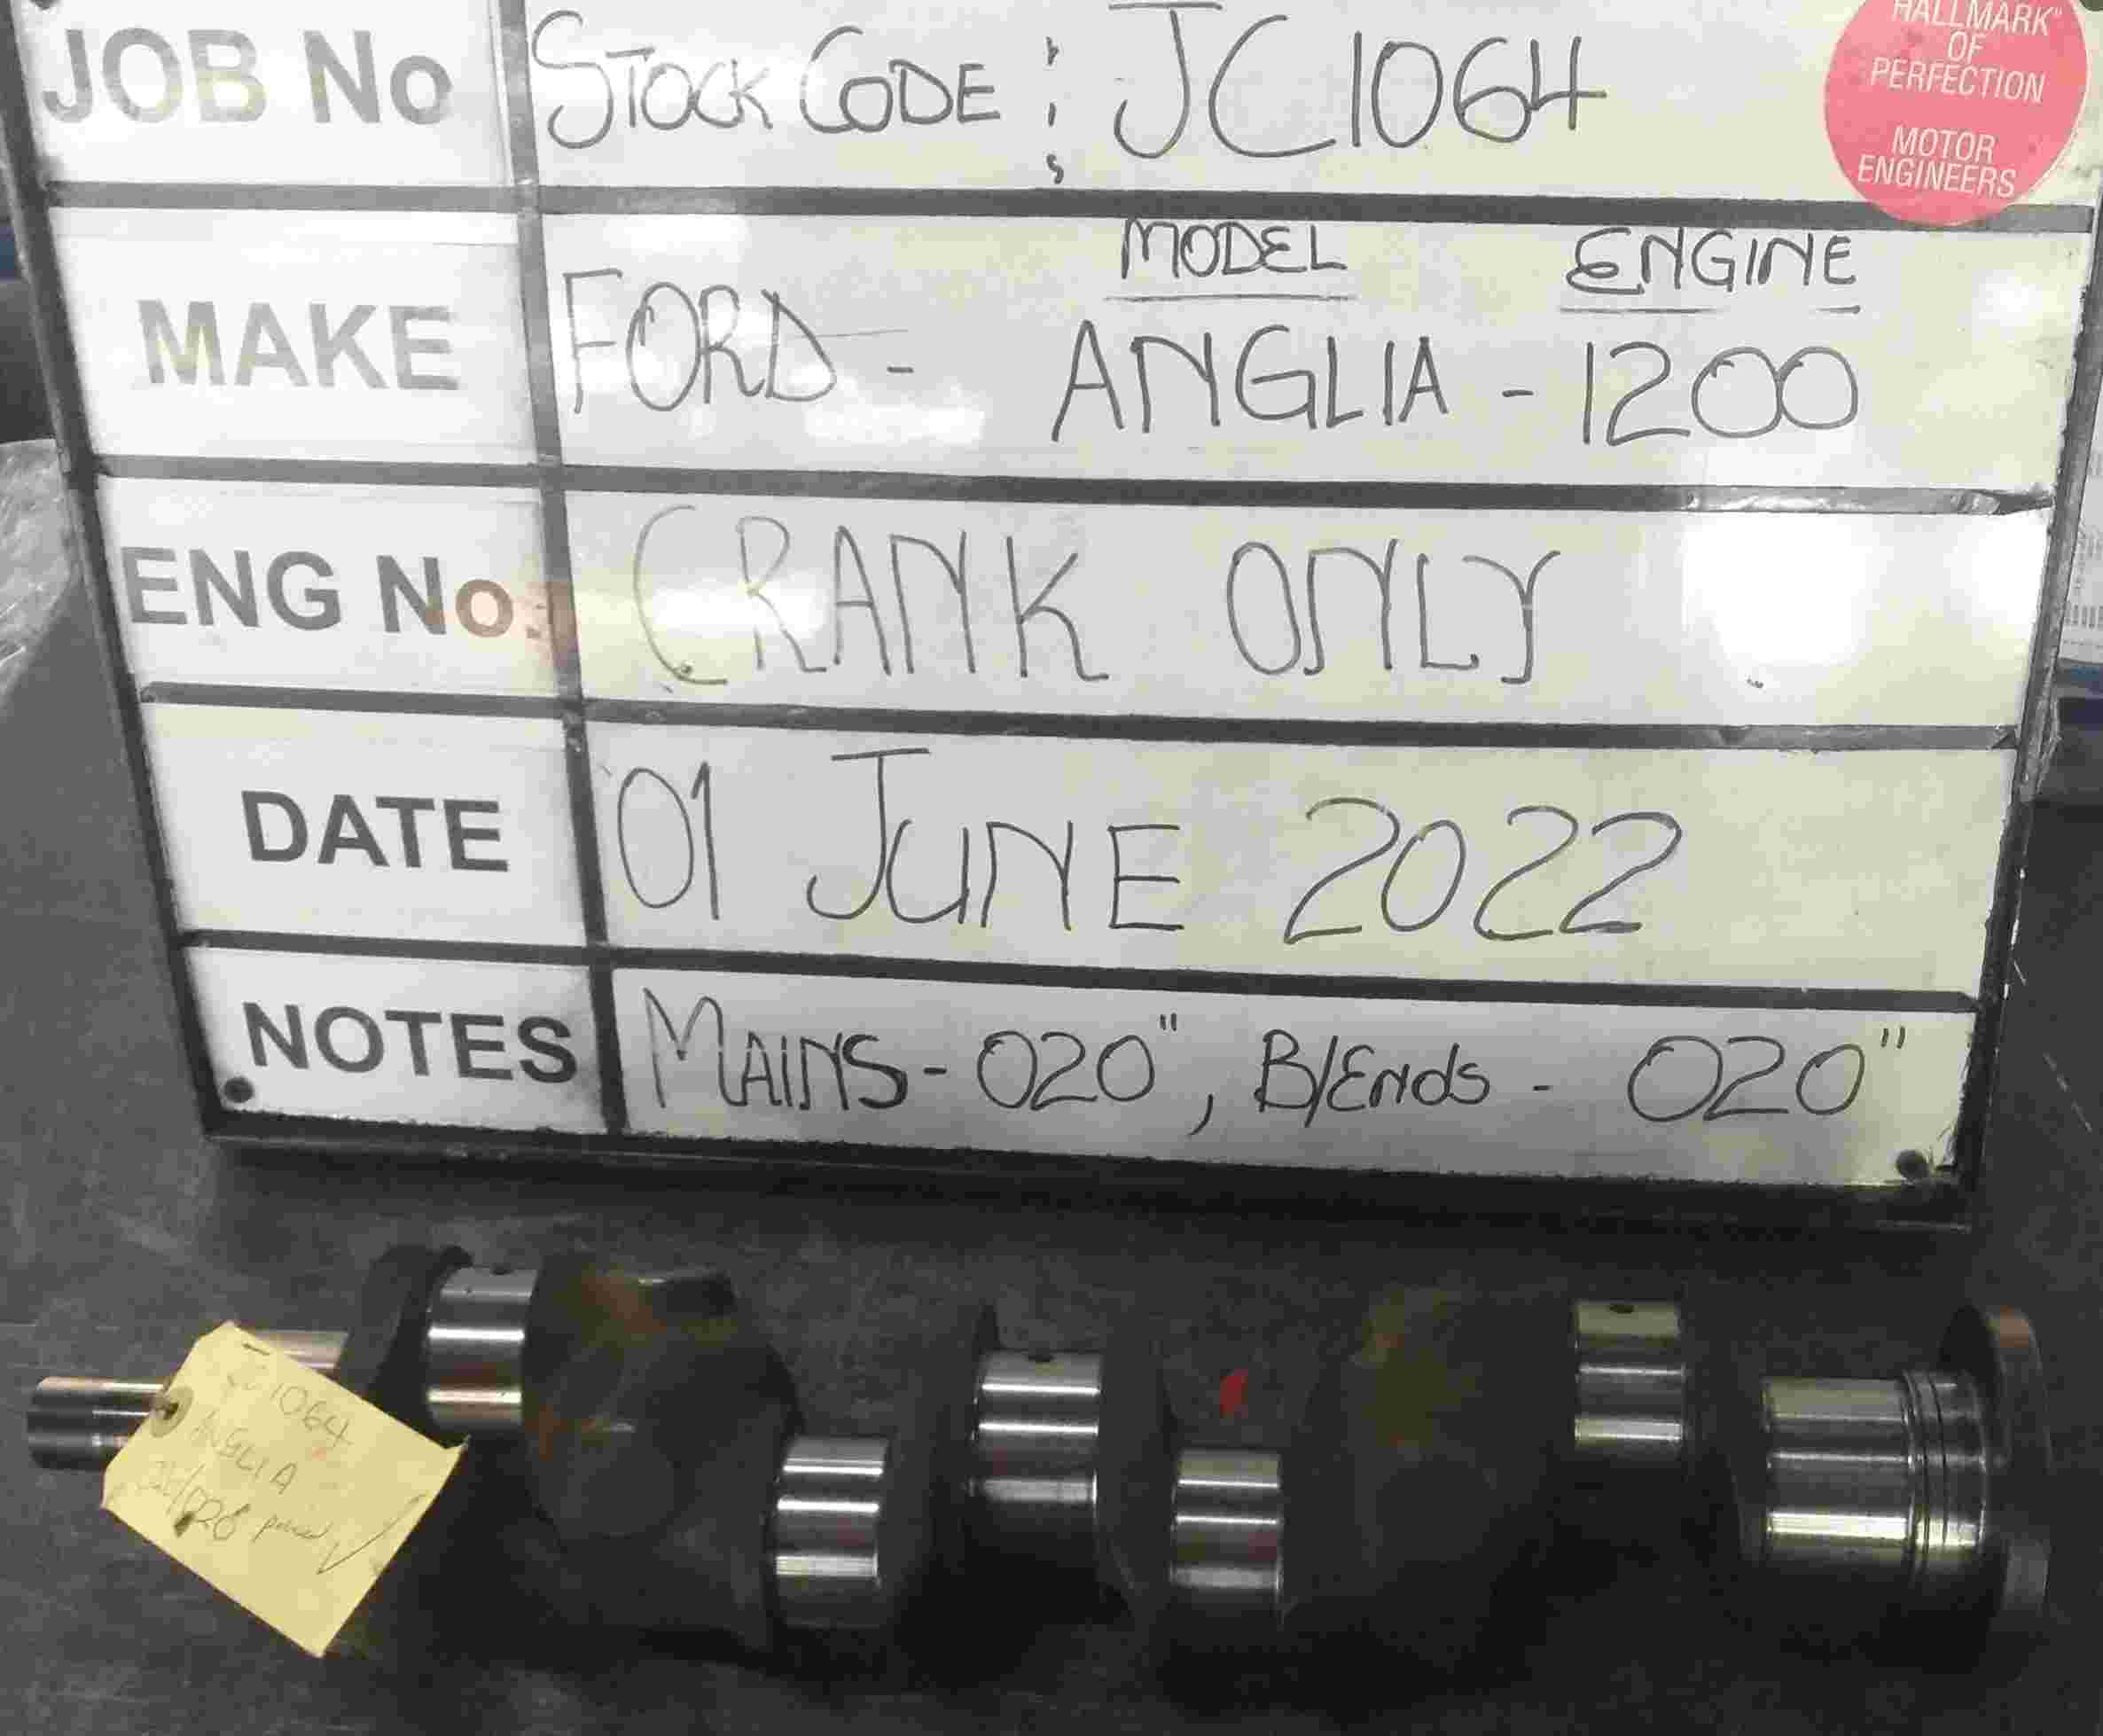 JOB No STOCK CODE : JC1064
HALLMARK"
OF
PERFECTION
MOTOR
ENGINEERS
MODEL ENGINE
MAKE FORD - ANGLIA - 1200
ENG No: CRANK ONLY
DATE 01 JUNE 2022
NOTES MAINS - 020", B/Ends - 020"
1064
ANGLIA